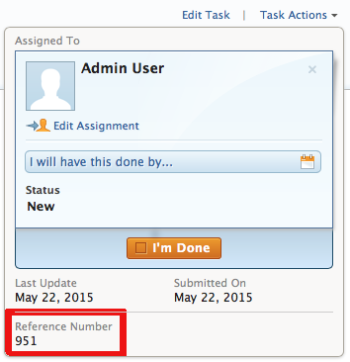 Edit Task | Task Actions
Assigned To
Admin User
Edit Assignment
I will have this done by...
Status
New
I'm Done
Last Update Submitted On
May 22, 2015 May 22, 2015
Reference Number
951